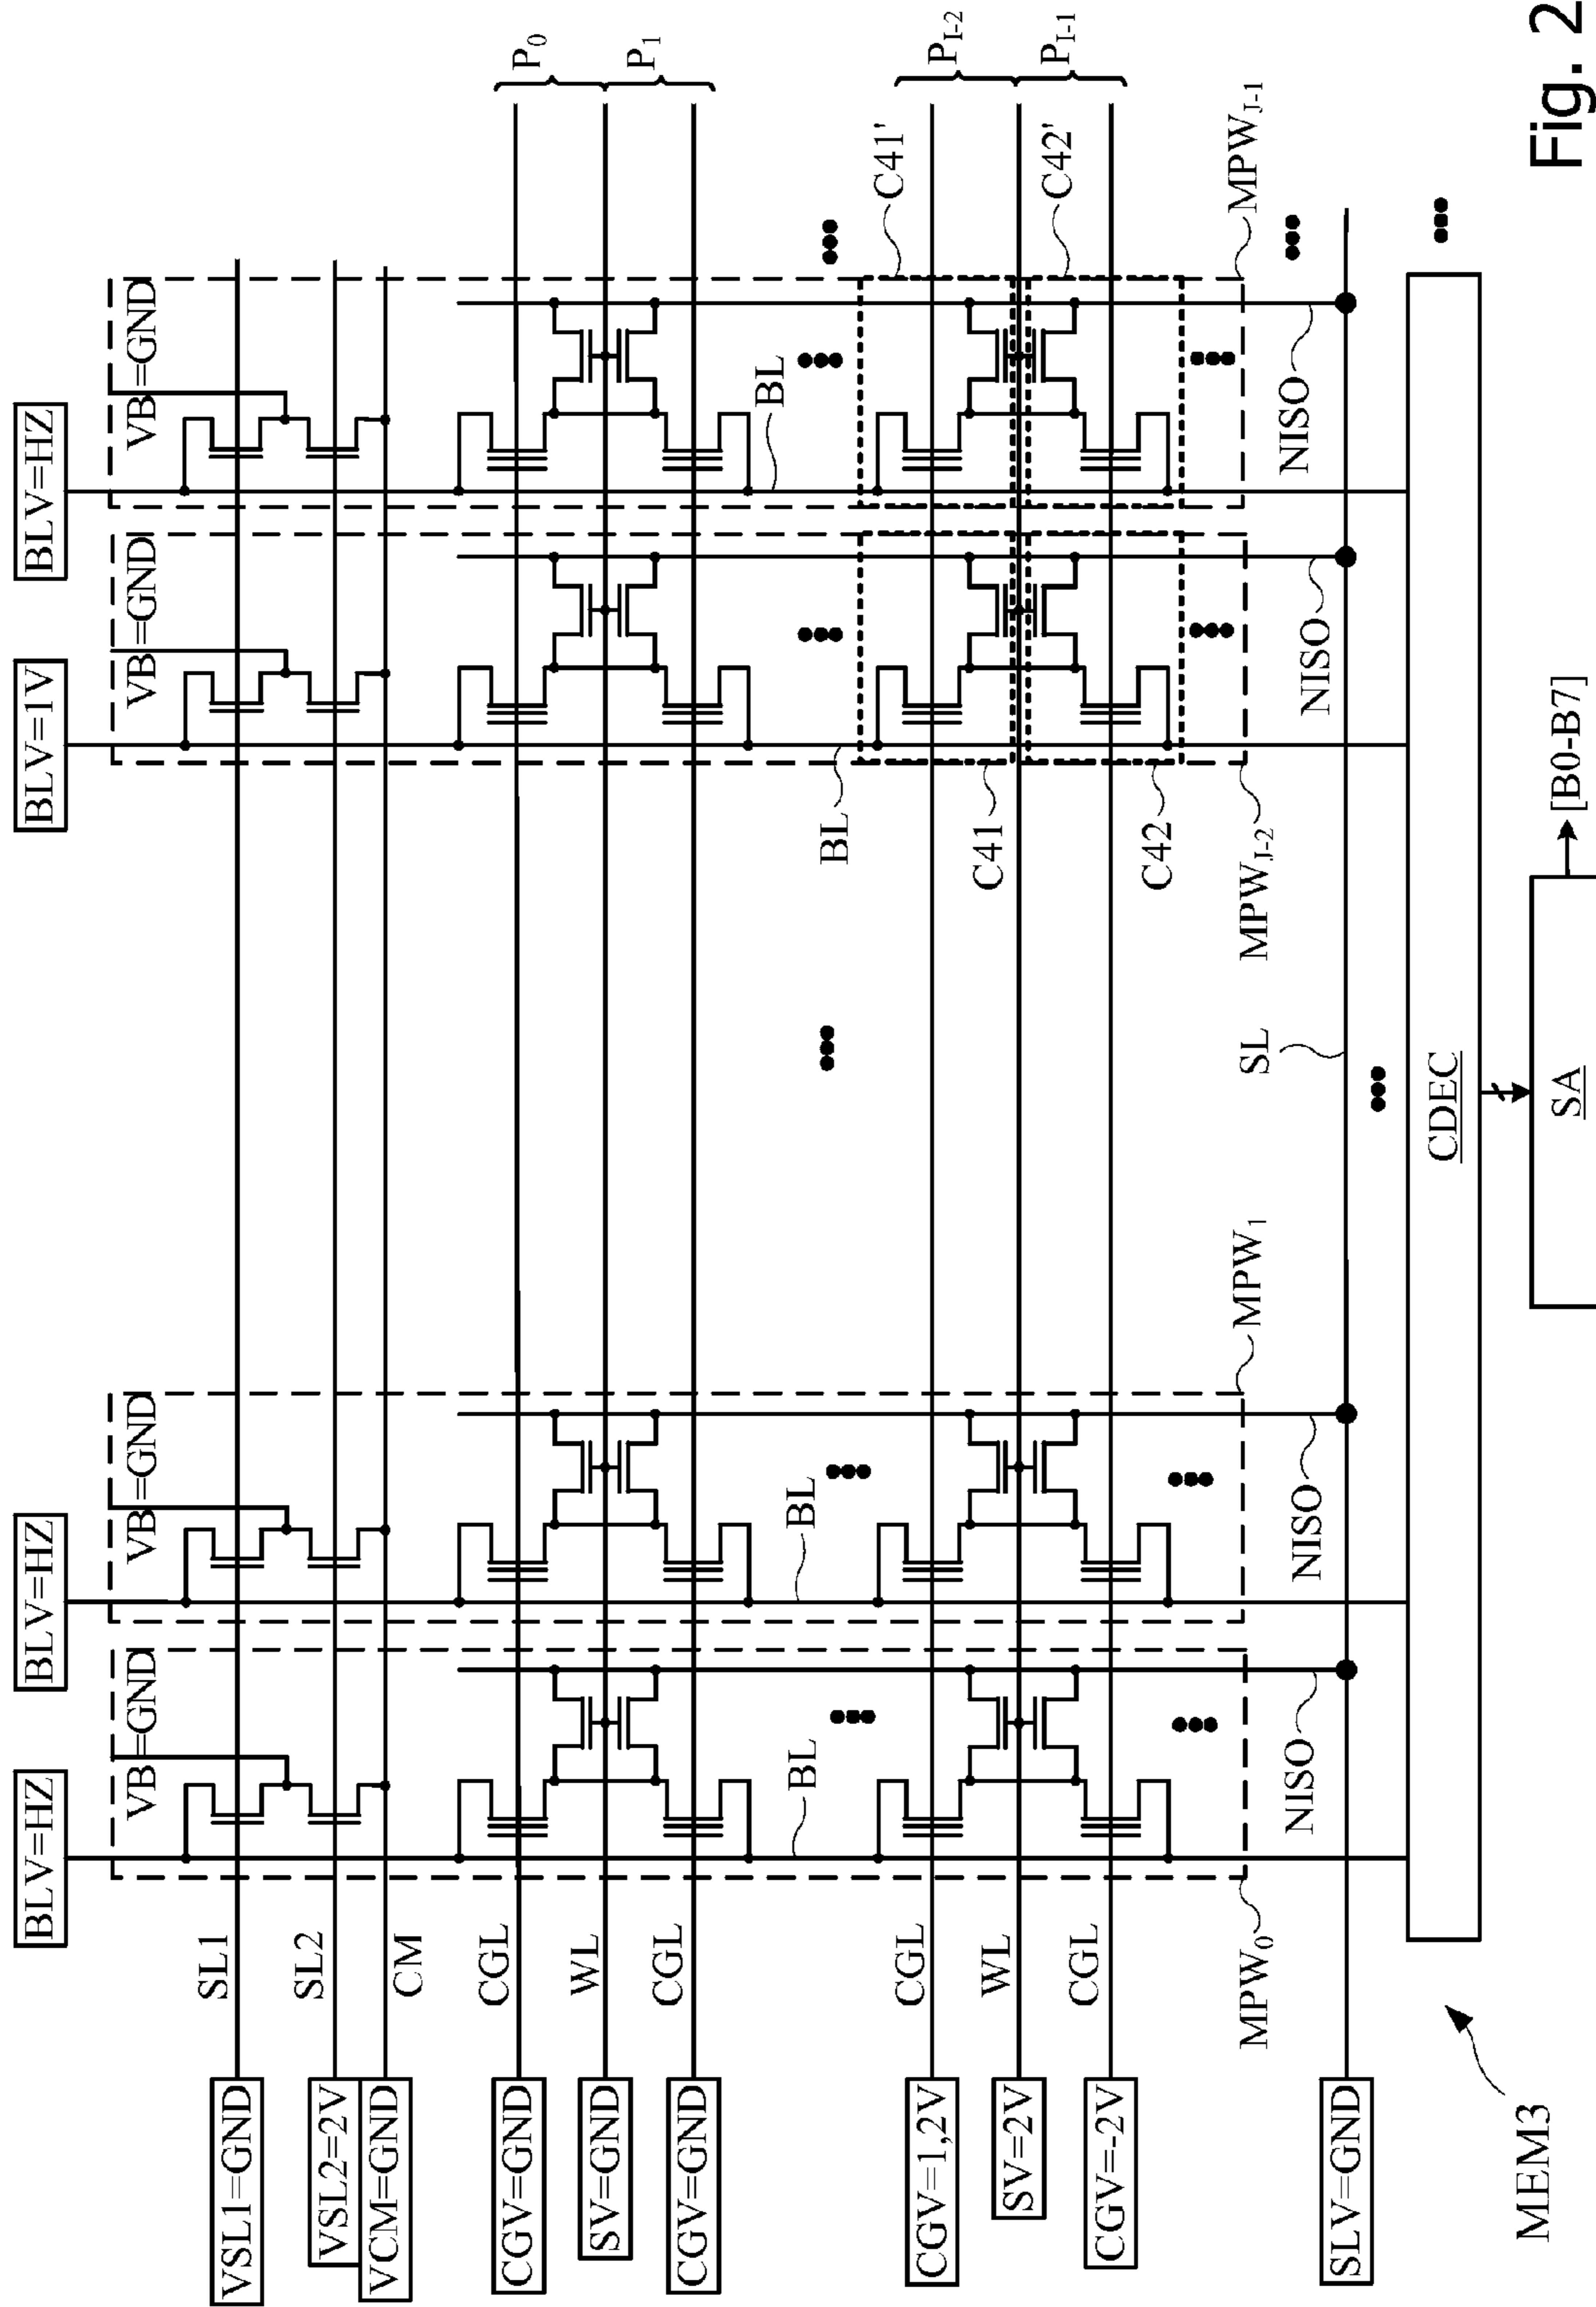 BLV=HZ
BLV=HZ
BLV=1V
BLV=HZ
VB=GND
VB=GND
VB=GND
VB=GND
VSL1=GND
SL1
VSL2=2V
SL2
VCM=GND
CM
CGV=GND
CGL
P0
SV=GND
WL
CGV=GND
CGL
P1
BL
BL
BL
BL
CGV=1,2V
CGL
PI-2
SV=2V
WL
CGV=-2V
CGL
PI-1
C41
C41'
C42
C42'
MPW0
MPW1
MPWJ-2
MPWJ-1
NISO
NISO
NISO
NISO
SLV=GND
SL
CDEC
SA
[B0-B7]
MEM3
Fig. 2